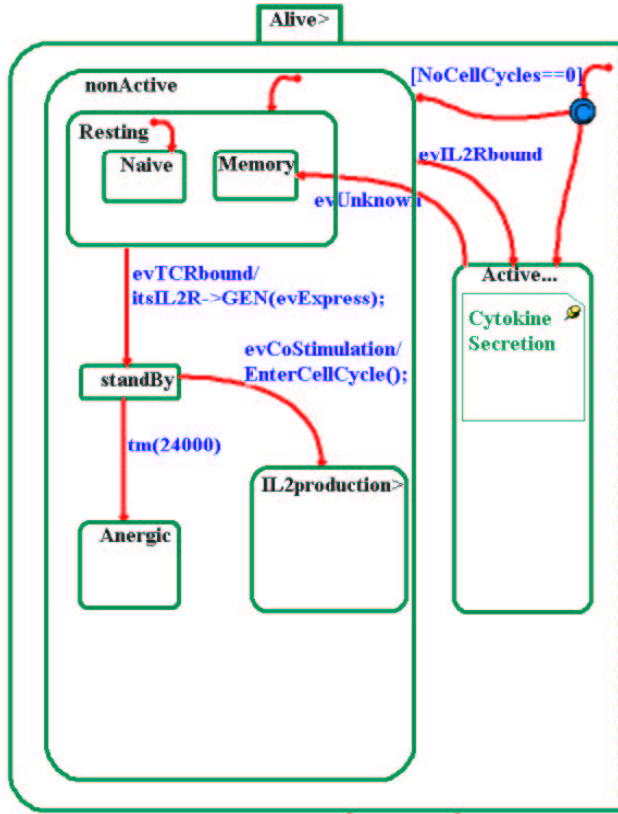 Alive>
nonActive
[NoCellCycles==0]
Resting
C
Naive
Memory
evIL2Rbound
evUnknown
evTCRbound/
itsIL2R->GEN(evExpress);
Active...
Cytokine
Secretion
evCoStimulation/
EnterCellCycle();
standBy
tm(24000)
IL2production>
Anergic